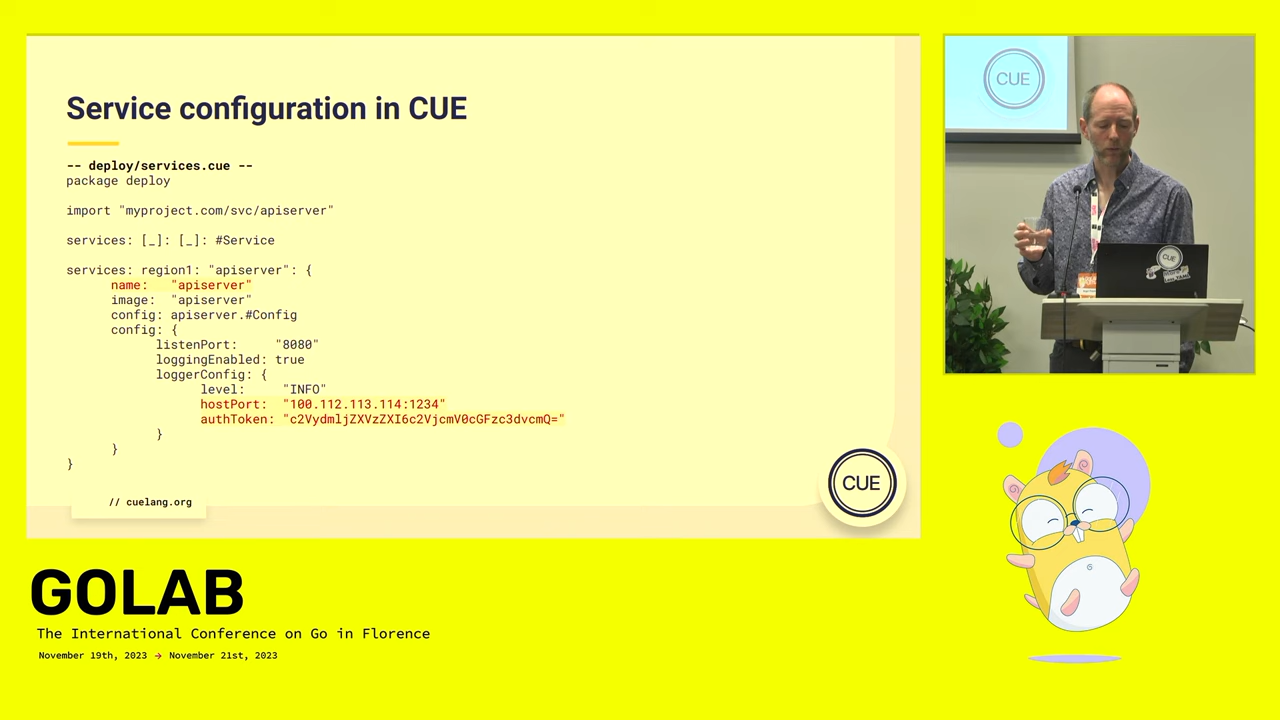 Service configuration in CUE
-- deploy/services.cue --
package deploy
import "myproject.com/svc/apiserver"
services: [_]: [_]: #Service
services: region1: "apiserver": {
name:   "apiserver"
image:  "apiserver"
config: apiserver.#Config
config: {
listenPort:     "8080"
loggingEnabled: true
loggerConfig: {
level:     "INFO"
hostPort:  "100.112.113.114:1234"
authToken: "c2VydmljZXVzZXI6c2VjcmV0cGFzc3dvcmQ="
}
}
}
// cuelang.org
CUE
CUE
CUE
GOLAB
The International Conference on Go in Florence
November 19th, 2023 → November 21st, 2023